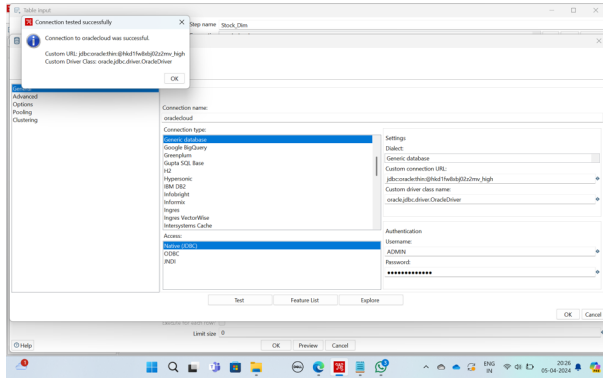 Table input
Connection tested successfully
Step name Stock_Dim
Connection to oraclecloud was successful.
Custom URL: jdbc:oracle:thin:@hkd1fw8xbj02z2mv_high
Custom Driver Class: oracle.jdbc.driver.OracleDriver
OK
Advanced
Options
Pooling
Clustering
Connection name:
oraclecloud
Connection type:
Generic database
Google BigQuery
Greenplum
Gupta SQL Base
H2
Hypersonic
IBM DB2
Infobright
Informix
Ingres
Ingres VectorWise
Intersystems Cache
Access:
Native (JDBC)
ODBC
JNDI
Settings
Dialect:
Generic database
Custom connection URL:
jdbc:oracle:thin:@hkd1fw8xbj02z2mv_high
Custom driver class name:
oracle.jdbc.driver.OracleDriver
Authentication
Username:
ADMIN
Password:
Test Feature List Explore
OK Cancel
Limit size 0
Help OK Preview Cancel
ENG
IN
20:26
05-04-2024